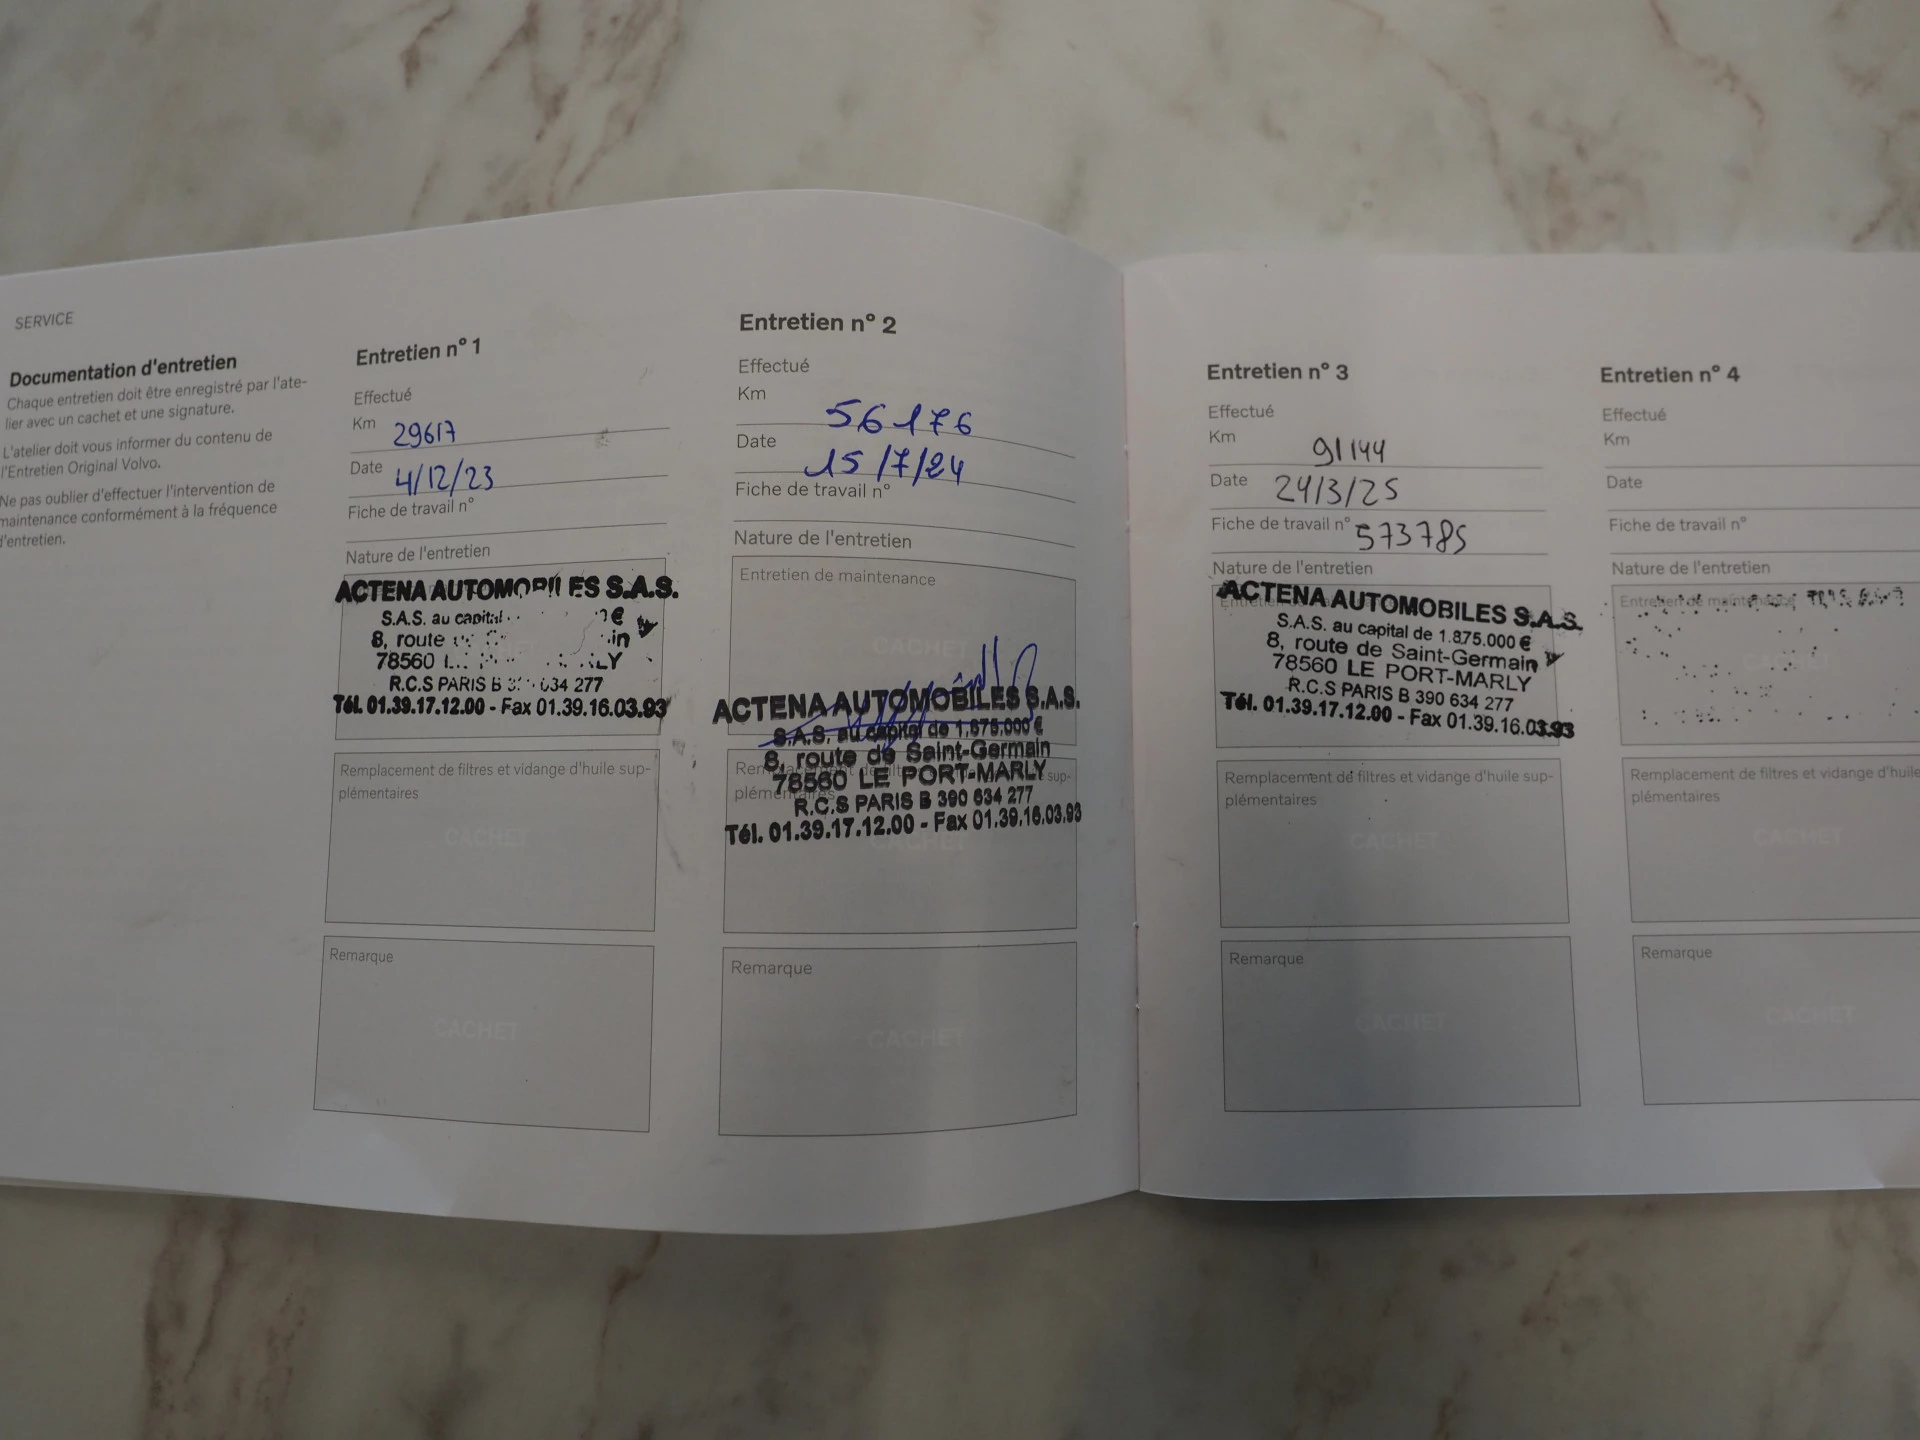 SERVICE
Documentation d'entretien
Chaque entretien doit être enregistré par l'ate-
lier avec un cachet et une signature.
L'atelier doit vous informer du contenu de
l'Entretien Original Volvo.
Ne pas oublier d'effectuer l'intervention de
maintenance conformément à la fréquence
d'entretien.
Entretien n° 1
Effectué
Km 29617
Date 4/12/23
Fiche de travail n°
Nature de l'entretien
ACTENA AUTOMOBILES S.A.S.
S.A.S. au capital €
8, route
78560
R.C.S PARIS B 634 277
Tél. 01.39.17.12.00 - Fax 01.39.16.03.93
Remplacement de filtres et vidange d'huile sup-
plémentaires
CACHET
Remarque
CACHET
Entretien n° 2
Effectué
Km 56176
Date 15/7/24
Fiche de travail n°
Nature de l'entretien
Entretien de maintenance
CACHET
ACTENA AUTOMOBILES S.A.S.
S.A.S. au capital de 1.875.000 €
8, route de Saint-Germain
78560 LE PORT-MARLY
R.C.S PARIS B 390 634 277
Tél. 01.39.17.12.00 - Fax 01.39.16.03.93
CACHET
Remarque
CACHET
Entretien n° 3
Effectué
Km 91144
Date 24/3/25
Fiche de travail n° 573785
Nature de l'entretien
ACTENA AUTOMOBILES S.A.S.
S.A.S. au capital de 1.875.000 €
8, route de Saint-Germain
78560 LE PORT-MARLY
R.C.S PARIS B 390 634 277
Tél. 01.39.17.12.00 - Fax 01.39.16.03.93
Remplacement de filtres et vidange d'huile sup-
plémentaires
CACHET
Remarque
CACHET
Entretien n° 4
Effectué
Km
Date
Fiche de travail n°
Nature de l'entretien
Entretien de maintenance
CACHET
Remplacement de filtres et vidange d'huile
plémentaires
CACHET
Remarque
CACHET